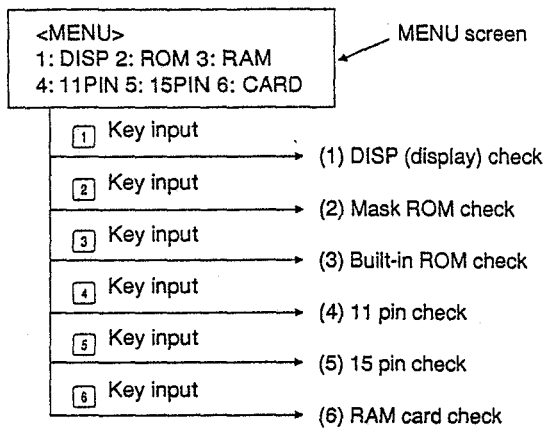 <MENU>
MENU screen
1: DISP 2: ROM 3: RAM
4: 11PIN 5: 15PIN 6: CARD
1 Key input
(1) DISP (display) check
2 Key input
(2) Mask ROM check
3 Key input
(3) Built-in ROM check
4 Key input
(4) 11 pin check
5 Key input
(5) 15 pin check
6 Key input
(6) RAM card check